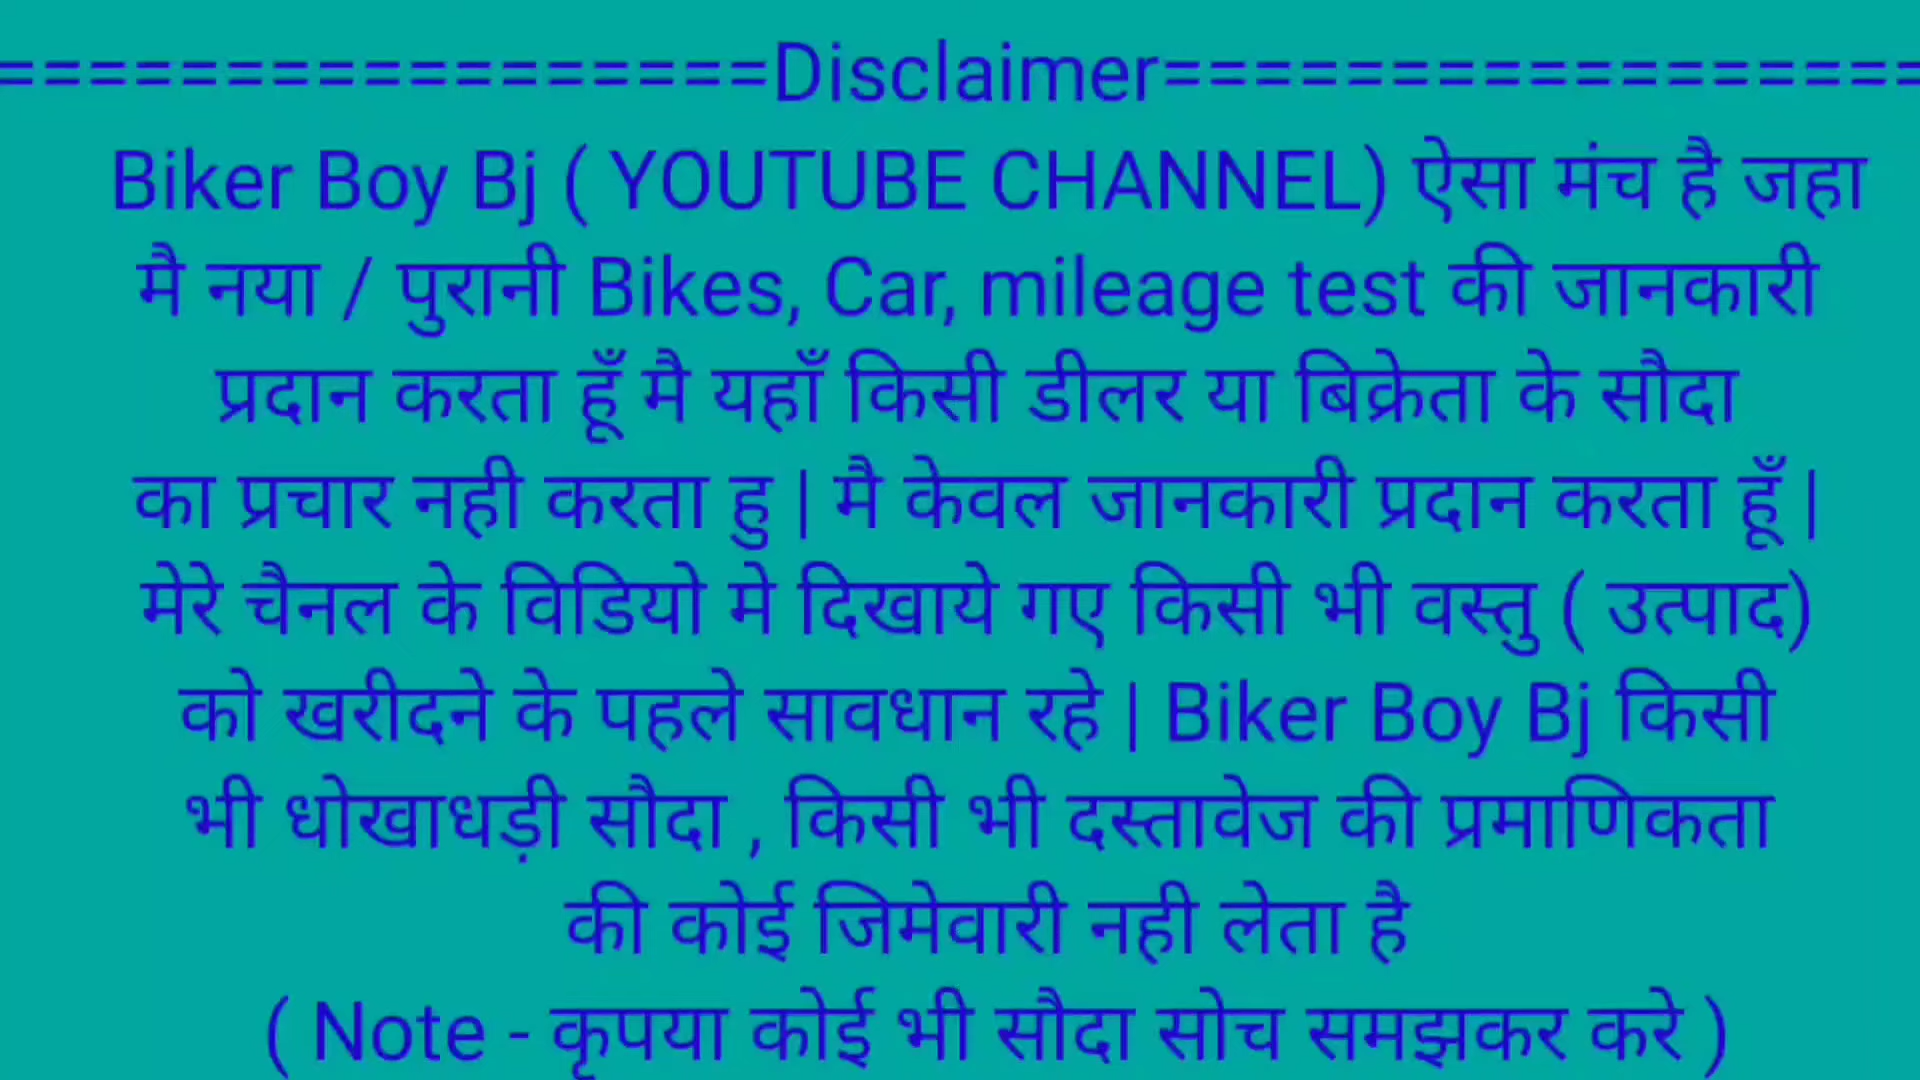 =================Disclaimer=================
Biker Boy Bj ( YOUTUBE CHANNEL) ऐसा मंच है जहा
मै नया / पुरानी Bikes, Car, mileage test की जानकारी
प्रदान करता हूँ मै यहाँ किसी डीलर या बिक्रेता के सौदा
का प्रचार नही करता हु | मै केवल जानकारी प्रदान करता हूँ |
मेरे चैनल के विडियो मे दिखाये गए किसी भी वस्तु ( उत्पाद)
को खरीदने के पहले सावधान रहे | Biker Boy Bj किसी
भी धोखाधड़ी सौदा , किसी भी दस्तावेज की प्रमाणिकता
की कोई जिमेवारी नही लेता है
( Note - कृपया कोई भी सौदा सोच समझकर करे )